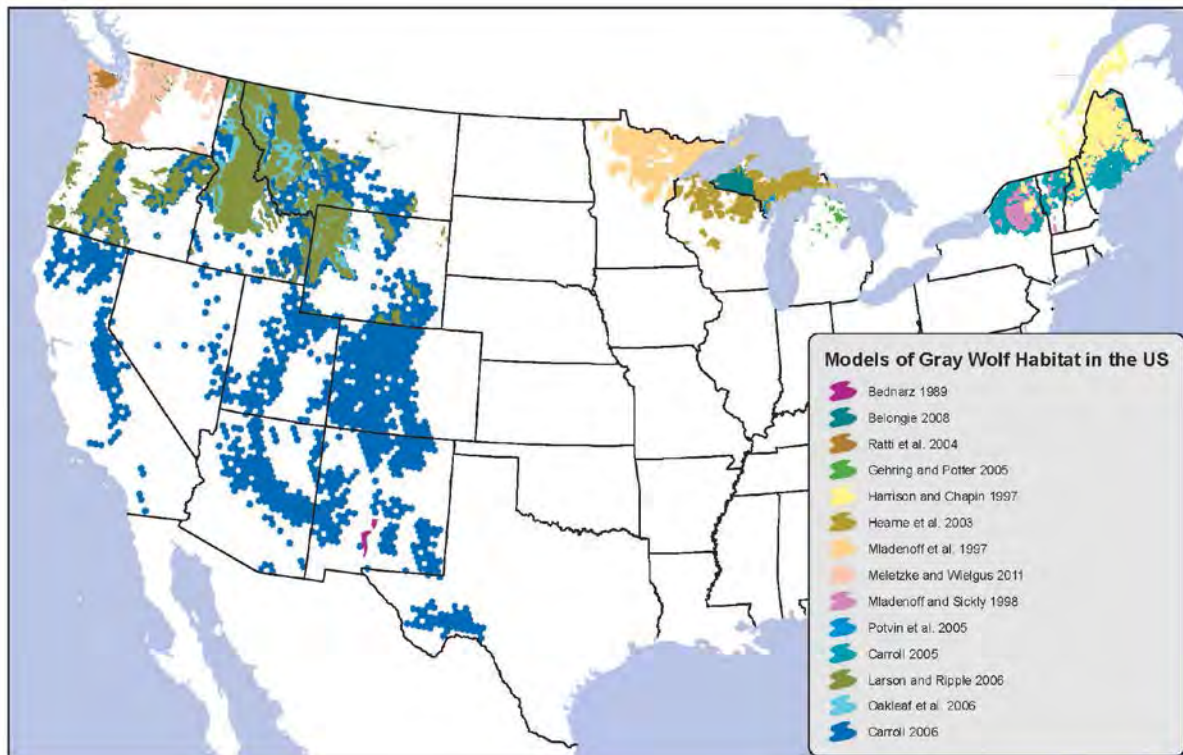 Models of Gray Wolf Habitat in the US
Bednarz 1989
Belongie 2008
Ratti et al. 2004
Gehring and Potter 2005
Harrison and Chapin 1997
Hearne et al. 2003
Mladenoff et al. 1997
Meletzke and Wielgus 2011
Mladenoff and Sickly 1998
Potvin et al. 2005
Carroll 2005
Larson and Ripple 2006
Oakleaf et al. 2006
Carroll 2006